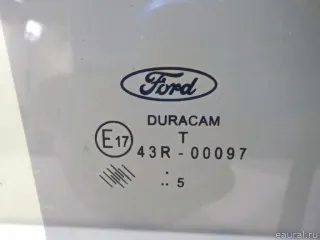 Ford
DURACAM
T
E17
43R - 00097
.
.. 5
eaural.ru